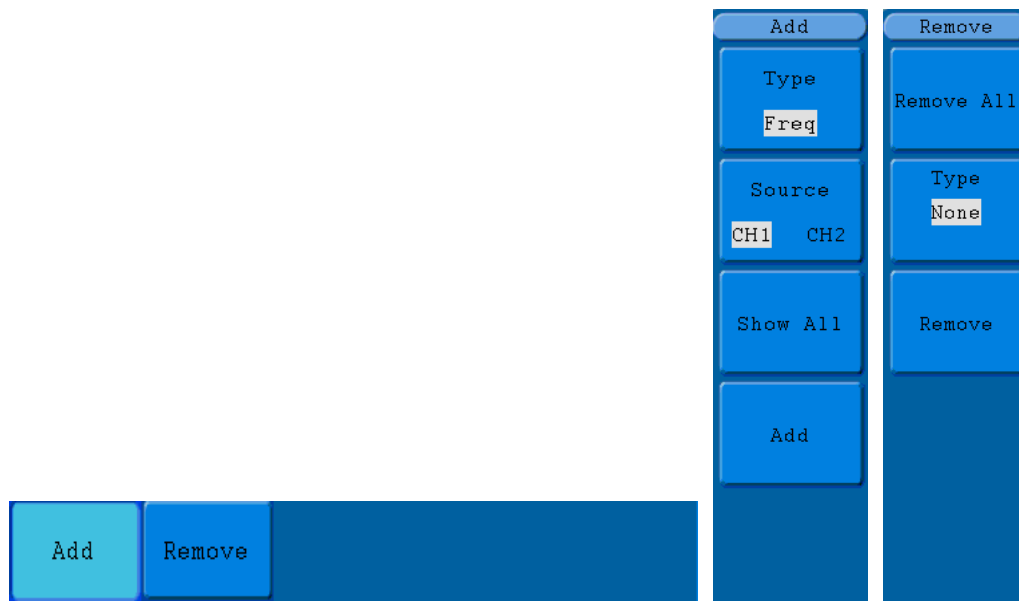 Add
Type
Freq
Source
CH1 CH2
Show All
Add
Remove
Remove All
Type
None
Remove
Add Remove